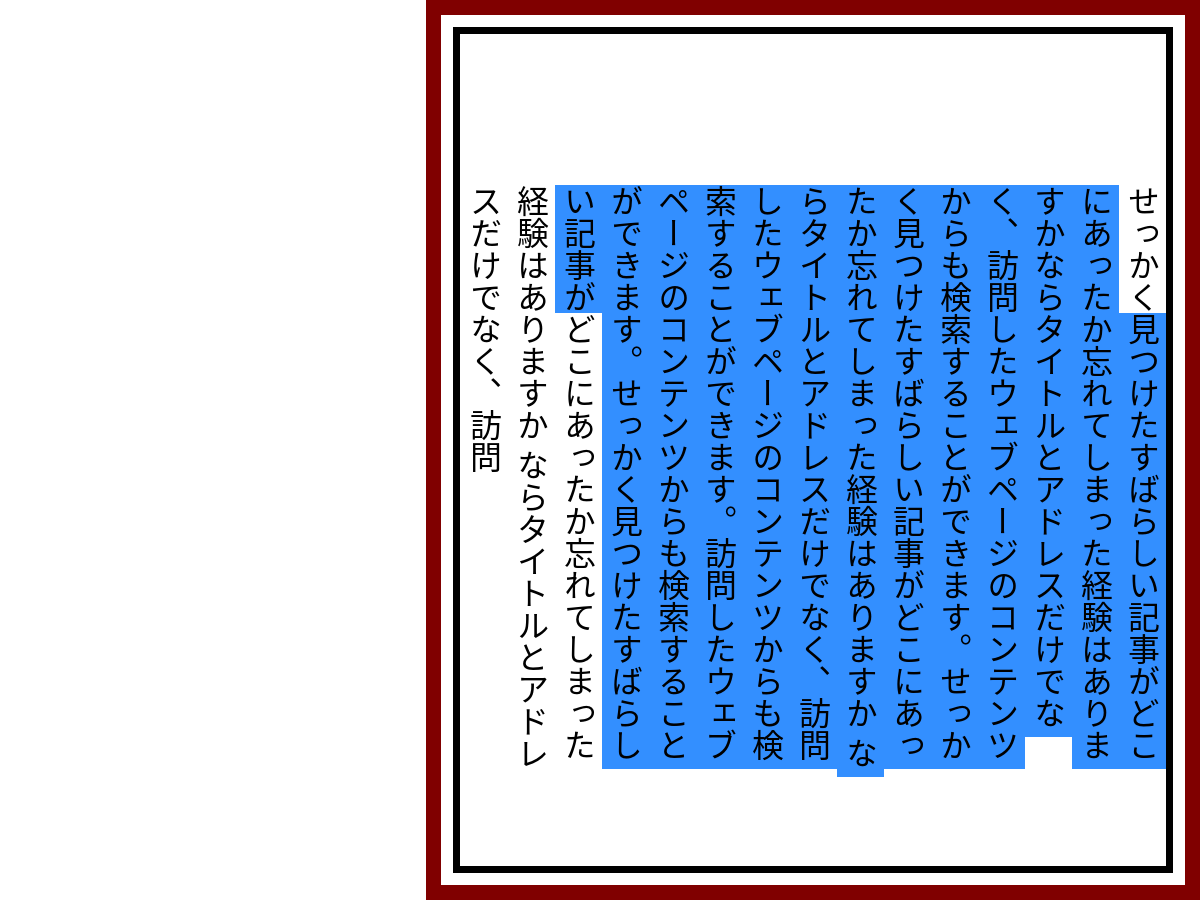 せっかく見つけたすばらしい記事がどこ
にあったか忘れてしまった経験はありま
すかならタイトルとアドレスだけでな
く、訪問したウェブページのコンテンツ
からも検索することができます。せっか
く見つけたすばらしい記事がどこにあっ
たか忘れてしまった経験はありますか な
らタイトルとアドレスだけでなく、訪問
したウェブページのコンテンツからも検
索することができます。訪問したウェブ
ページのコンテンツからも検索すること
ができます。せっかく見つけたすばらし
い記事がどこにあったか忘れてしまった
経験はありますか ならタイトルとアドレ
スだけでなく、訪問